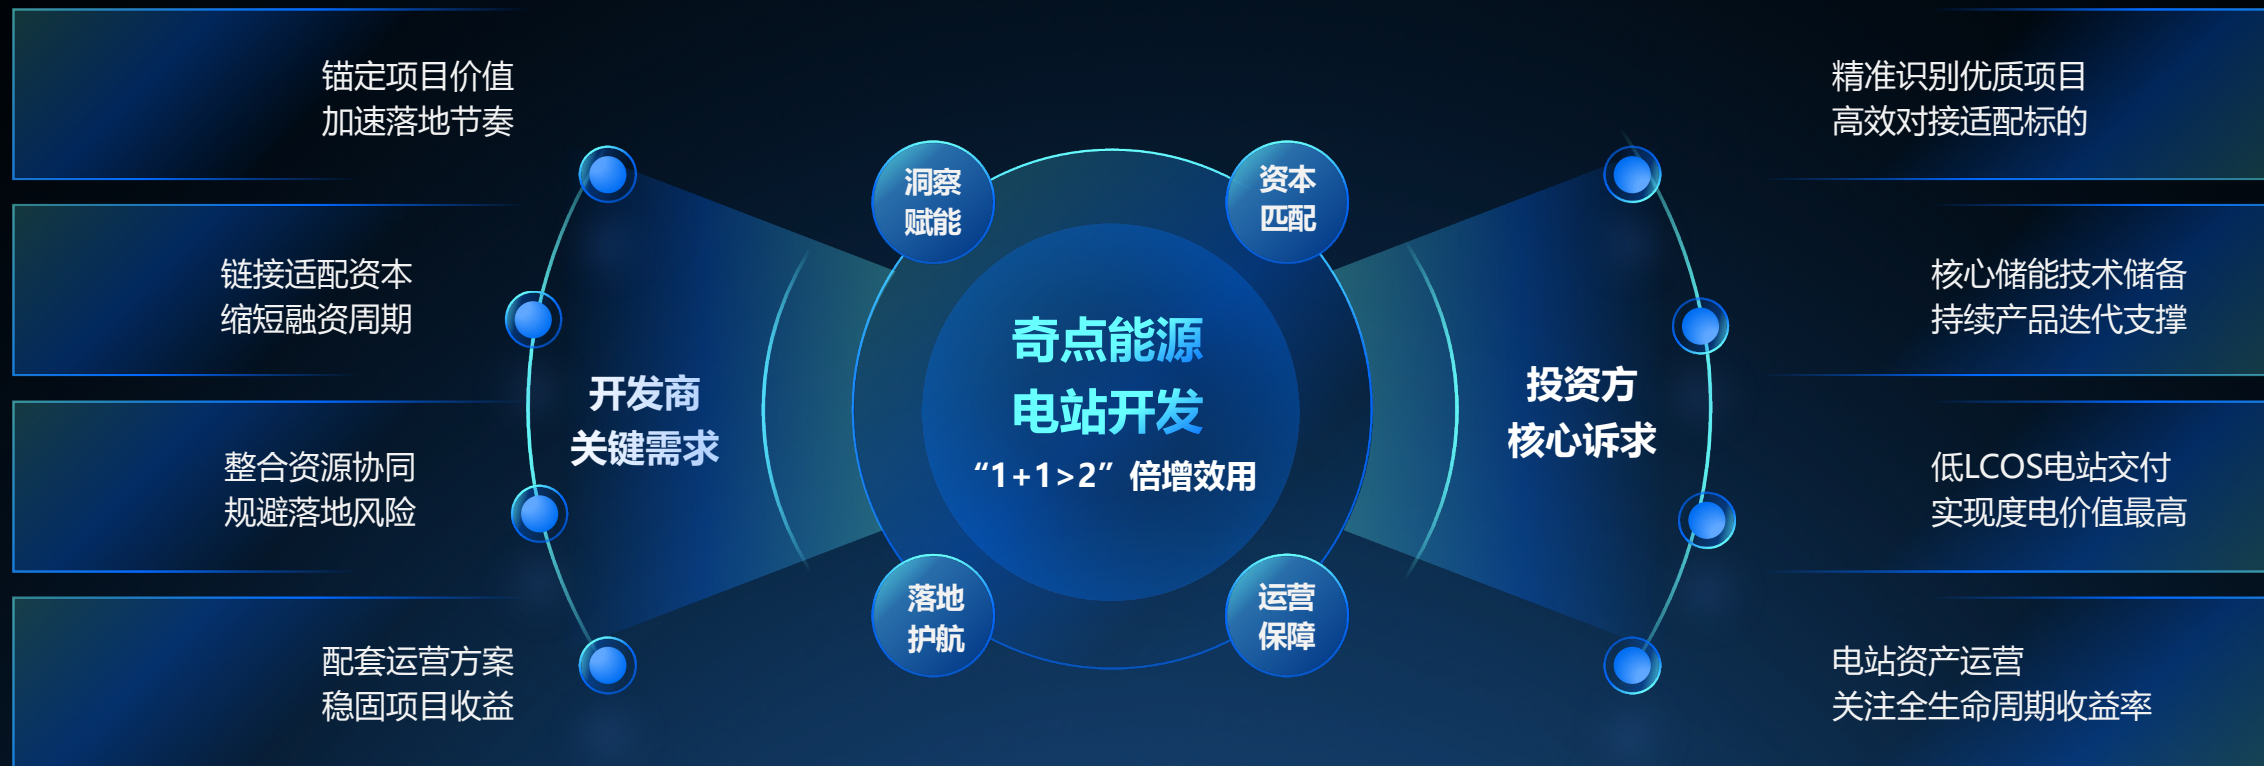 锚定项目价值
加速落地节奏
链接适配资本
缩短融资周期
整合资源协同
规避落地风险
配套运营方案
稳固项目收益
开发商
关键需求
洞察
赋能
资本
匹配
奇点能源
电站开发
“1+1>2”倍增效用
落地
护航
运营
保障
投资方
核心诉求
精准识别优质项目
高效对接适配标的
核心储能技术储备
持续产品迭代支撑
低LCOS电站交付
实现度电价值最高
电站资产运营
关注全生命周期收益率